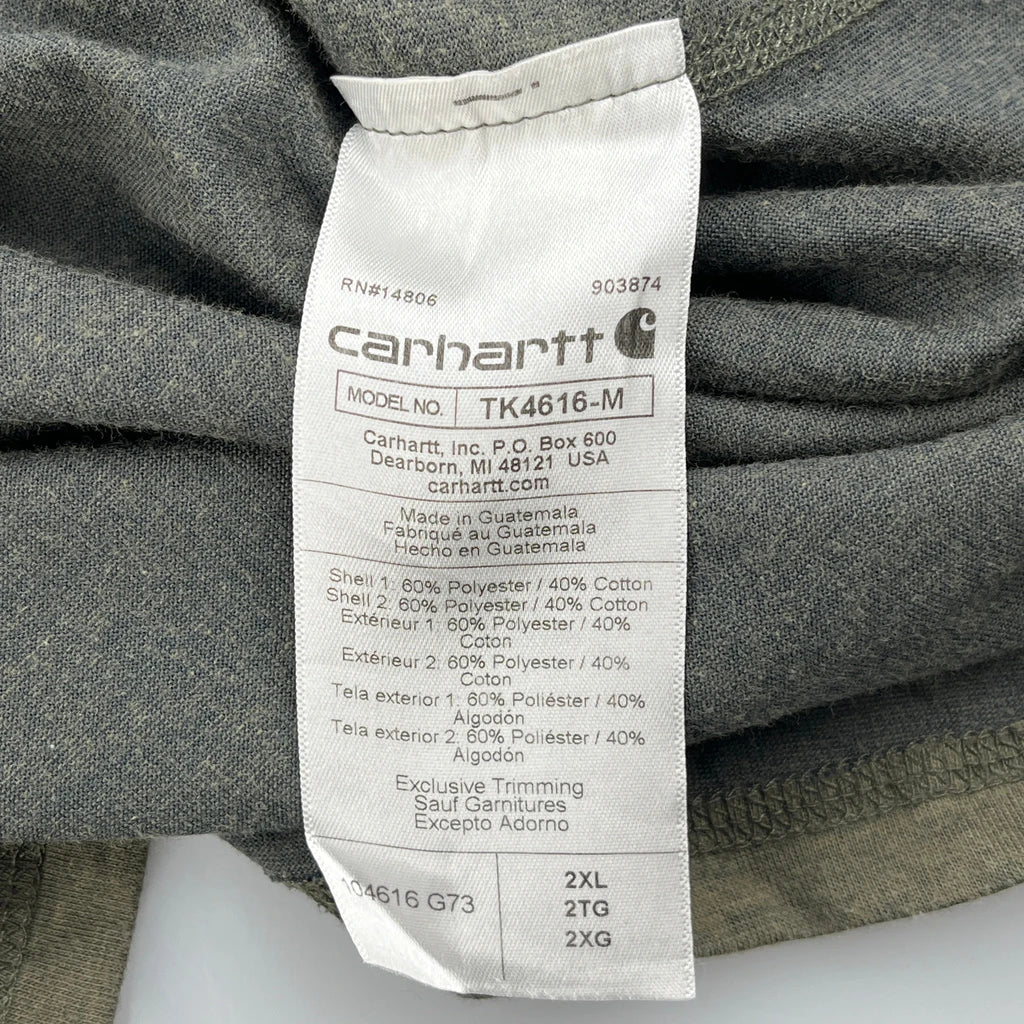 RN#14806 903874
carhartt
MODEL NO. TK4616-M
Carhartt, Inc. P.O. Box 600
Dearborn, MI 48121 USA
carhartt.com
Made in Guatemala
Fabriqué au Guatemala
Hecho en Guatemala
Shell 1: 60% Polyester / 40% Cotton
Shell 2: 60% Polyester / 40% Cotton
Extérieur 1: 60% Polyester / 40%
Coton
Extérieur 2: 60% Polyester / 40%
Coton
Tela exterior 1: 60% Poliéster / 40%
Algodón
Tela exterior 2: 60% Poliéster / 40%
Algodón
Exclusive Trimming
Sauf Garnitures
Excepto Adorno
104616 G73
2XL
2TG
2XG